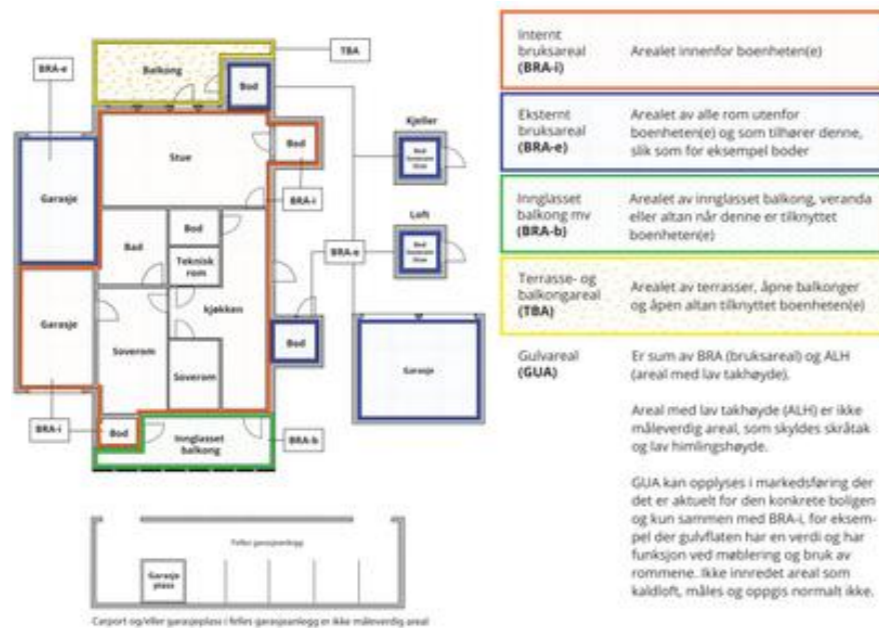 TBA
BRA-e
Balkong
Bod
Kjeller
Stue
Bod
Garasje
BRA-i
Loft
Bod
Bad
Teknisk
rom
BRA-e
kjøkken
Garasje
Soverom
Bod
Garasje
Soverom
BRA-i
Bod
Innglasset
balkong
BRA-b
Felles garasjeanlegg
Garasje
plass
Carport og/eller garasjeplass i felles garasjeanlegg er ikke måleverdig areal
Internt
bruksareal
(BRA-i)
Arealet innenfor boenheten(e)
Eksternt
bruksareal
(BRA-e)
Arealet av alle rom utenfor
boenheten(e) og som tilhører denne,
slik som for eksempel boder
Innglasset
balkong mv
(BRA-b)
Arealet av innglasset balkong, veranda
eller altan når denne er tilknyttet
boenheten(e)
Terrasse- og
balkongareal
(TBA)
Arealet av terrasser, åpne balkonger
og åpen altan tilknyttet boenheten(e)
Gulvareal
(GUA)
Er sum av BRA (bruksareal) og ALH
(areal med lav takhøyde).
Areal med lav takhøyde (ALH) er ikke
måleverdig areal, som skyldes skråtak
og lav himlingshøyde.
GUA kan opplyses i markedsføring der
det er aktuelt for den konkrete boligen
og kun sammen med BRA-i, for eksem-
pel der gulvflaten har en verdi og har
funksjon ved møblering og bruk av
rommene. Ikke innredet areal som
kaldloft, måles og oppgis normalt ikke.